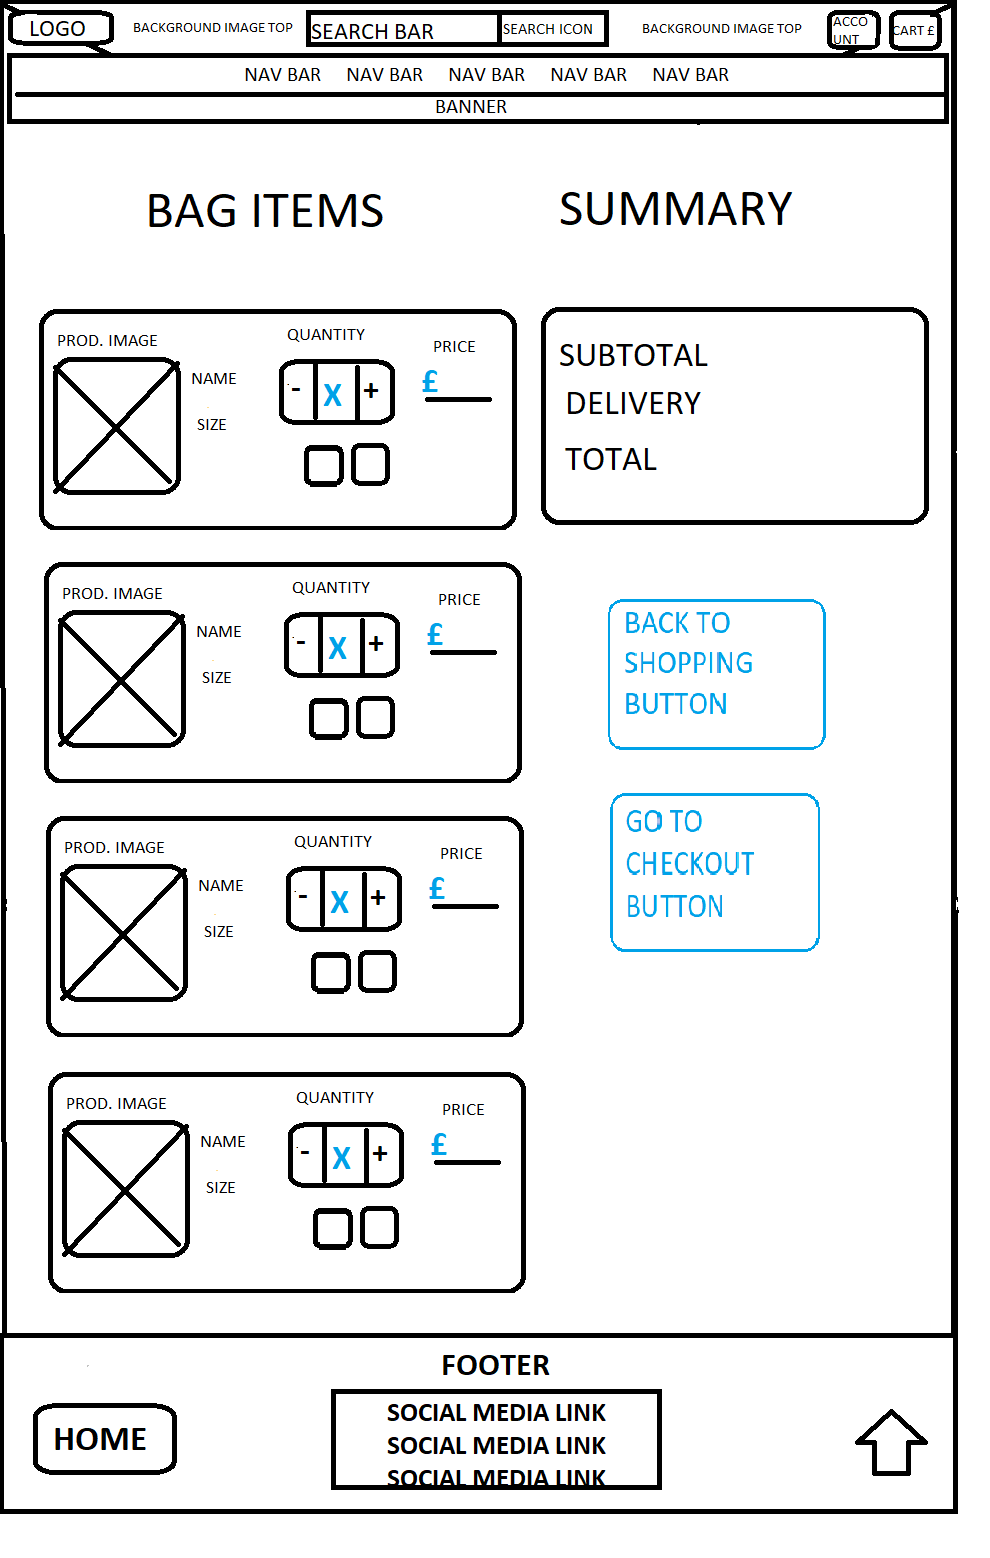 LOGO
BACKGROUND IMAGE TOP
SEARCH BAR
SEARCH ICON
BACKGROUND IMAGE TOP
ACCO
UNT
CART £
NAV BAR NAV BAR NAV BAR NAV BAR NAV BAR
BANNER
BAG ITEMS
SUMMARY
PROD. IMAGE
NAME
SIZE
QUANTITY
- X +
PRICE
£
SUBTOTAL
DELIVERY
TOTAL
PROD. IMAGE
NAME
SIZE
QUANTITY
- X +
PRICE
£
BACK TO
SHOPPING
BUTTON
PROD. IMAGE
NAME
SIZE
QUANTITY
- X +
PRICE
£
GO TO
CHECKOUT
BUTTON
PROD. IMAGE
NAME
SIZE
QUANTITY
- X +
PRICE
£
FOOTER
HOME
SOCIAL MEDIA LINK
SOCIAL MEDIA LINK
SOCIAL MEDIA LINK